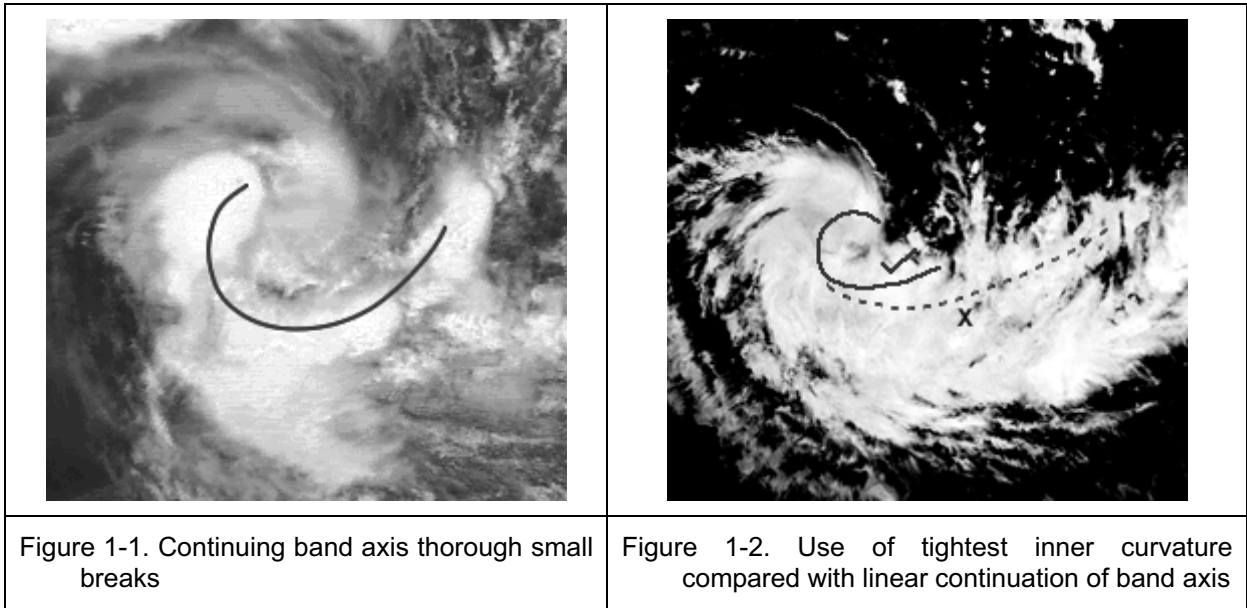 X
Figure 1-1. Continuing band axis thorough small
breaks
Figure 1-2. Use of tightest inner curvature
compared with linear continuation of band axis